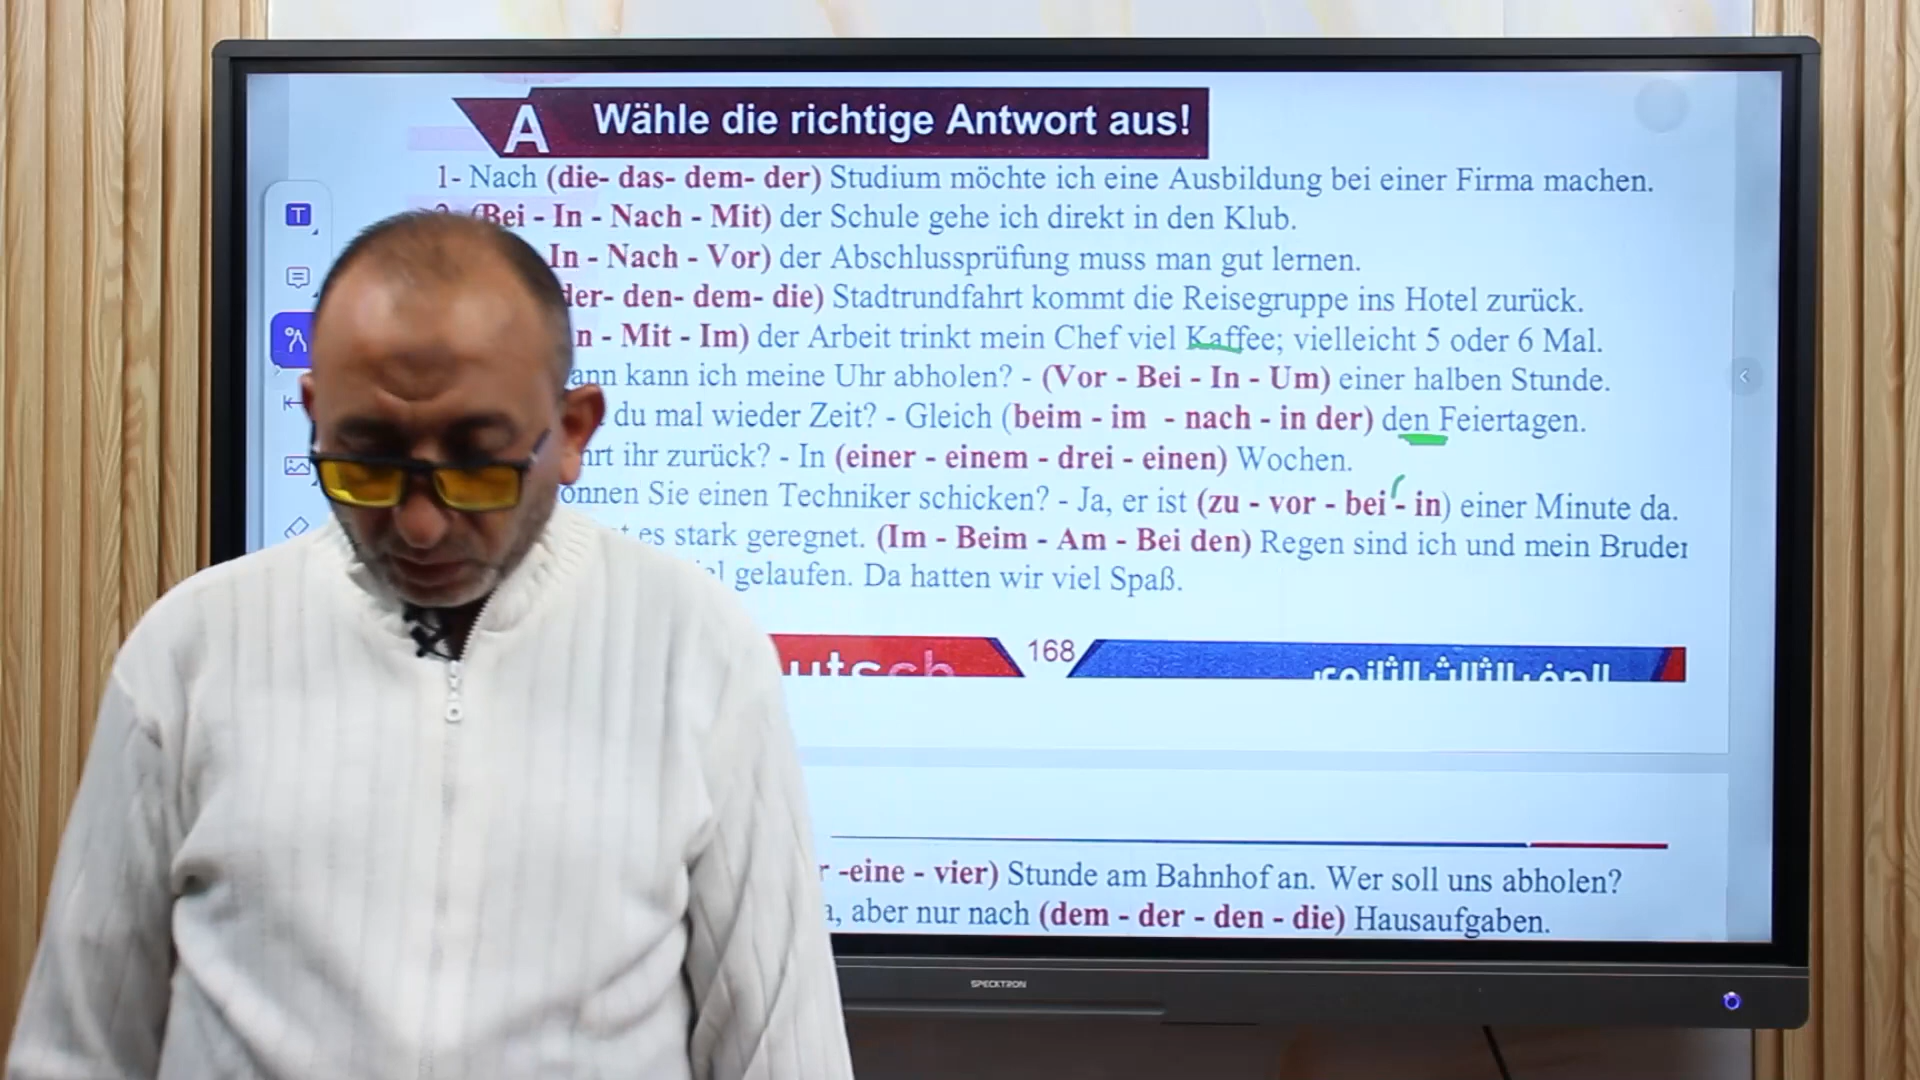 A Wähle die richtige Antwort aus!
1- Nach (die- das- dem- der) Studium möchte ich eine Ausbildung bei einer Firma machen.
(Bei - In - Nach - Mit) der Schule gehe ich direkt in den Klub.
In - Nach - Vor) der Abschlussprüfung muss man gut lernen.
der- den- dem- die) Stadtrundfahrt kommt die Reisegruppe ins Hotel zurück.
- Mit - Im) der Arbeit trinkt mein Chef viel Kaffee; vielleicht 5 oder 6 Mal.
kann ich meine Uhr abholen? - (Vor - Bei - In - Um) einer halben Stunde.
du mal wieder Zeit? - Gleich (beim - im - nach - in der) den Feiertagen.
ihr zurück? - In (einer - einem - drei - einen) Wochen.
Sie einen Techniker schicken? - Ja, er ist (zu - vor - bei - in) einer Minute da.
es stark geregnet. (Im - Beim - Am - Bei den) Regen sind ich und mein Bruder
gelaufen. Da hatten wir viel Spaß.
utsch 168 الصف الثالث الثانوي
-eine - vier) Stunde am Bahnhof an. Wer soll uns abholen?
, aber nur nach (dem - der - den - die) Hausaufgaben.
SPECKTRON